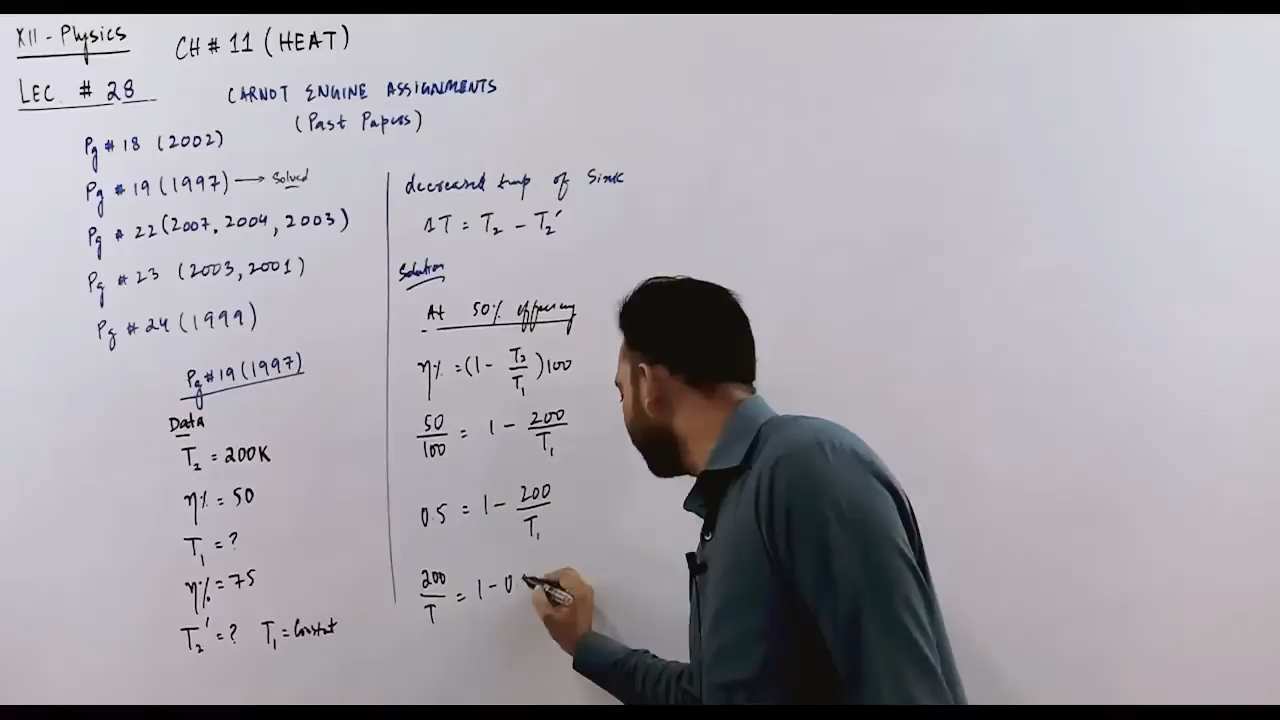 XII - Physics
CH # 11 (HEAT)
LEC. # 28
CARNOT ENGINE ASSIGNMENTS
(Past Papers)
Pg # 18 (2002)
Pg # 19 (1997) → Solved
Pg # 22 (2007, 2004, 2003)
Pg # 23 (2003, 2001)
Pg # 24 (1999)
Pg # 19 (1997)
Data
T₂ = 200K
η% = 50
T₁ = ?
η% = 75
T₂' = ? T₁ = Constat
decreased temp of Sink
ΔT = T₂ - T₂'
Solution
At 50% efficiency
η% = (1 - T₂/T₁)100
50/100 = 1 - 200/T₁
0.5 = 1 - 200/T₁
200/T = 1 - 0